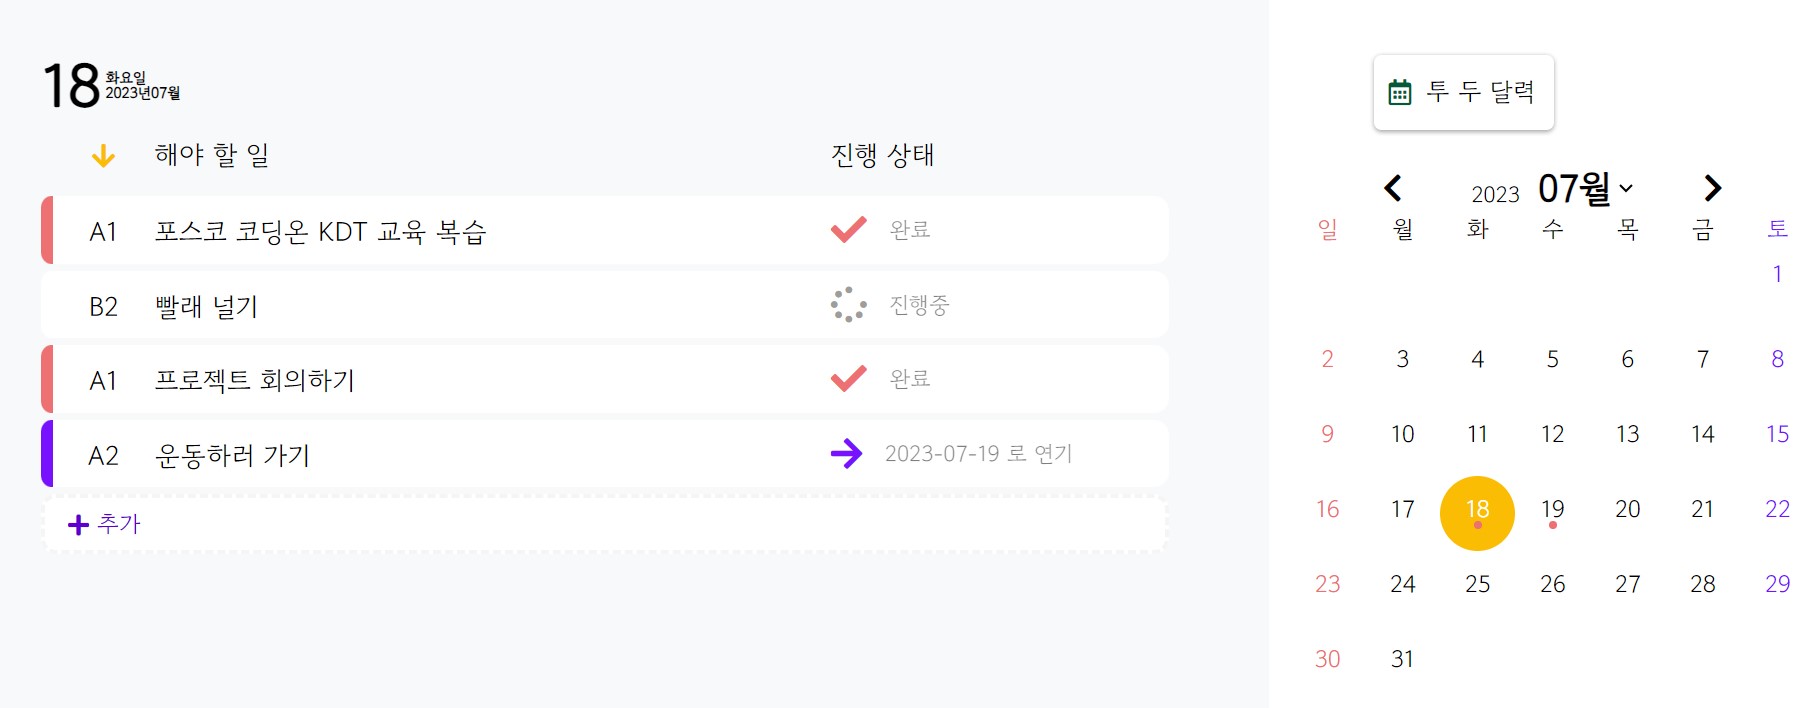 18 화요일
2023년07월
해야 할 일 진행 상태
A1 포스코 코딩온 KDT 교육 복습 완료
B2 빨래 널기 진행중
A1 프로젝트 회의하기 완료
A2 운동하러 가기 2023-07-19 로 연기
추가
투 두 달력
2023 07월
일 월 화 수 목 금 토
1
2 3 4 5 6 7 8
9 10 11 12 13 14 15
16 17 18 19 20 21 22
23 24 25 26 27 28 29
30 31